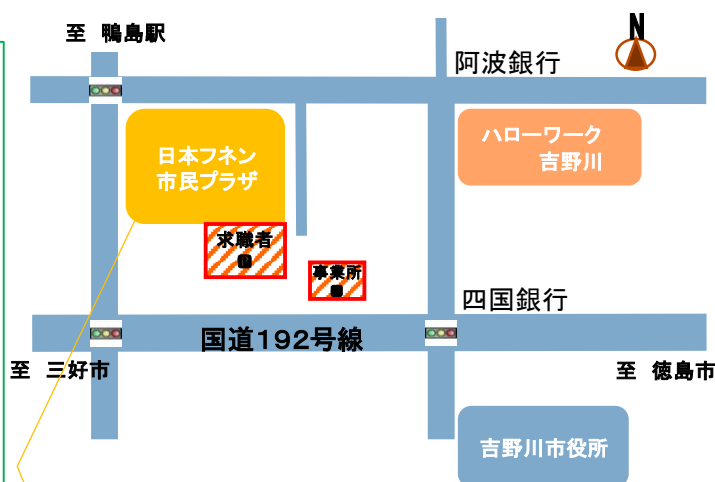 至　鴨島駅
N
阿波銀行
日本フネン
市民プラザ
ハローワーク
吉野川
求職者
P
事業所
四国銀行
国道192号線
至　三好市
至　徳島市
吉野川市役所